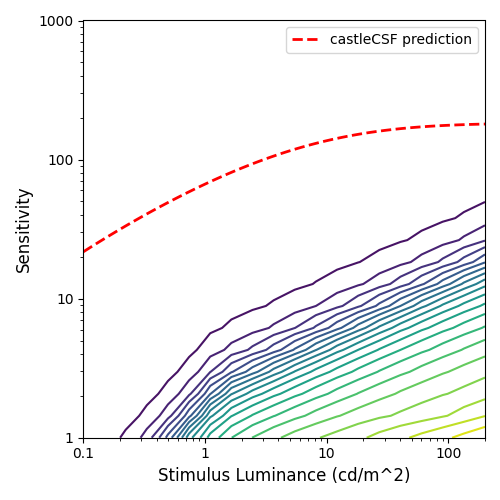 1000
castleCSF prediction
100
Sensitivity
10
1
0.1 1 10 100
Stimulus Luminance (cd/m^2)